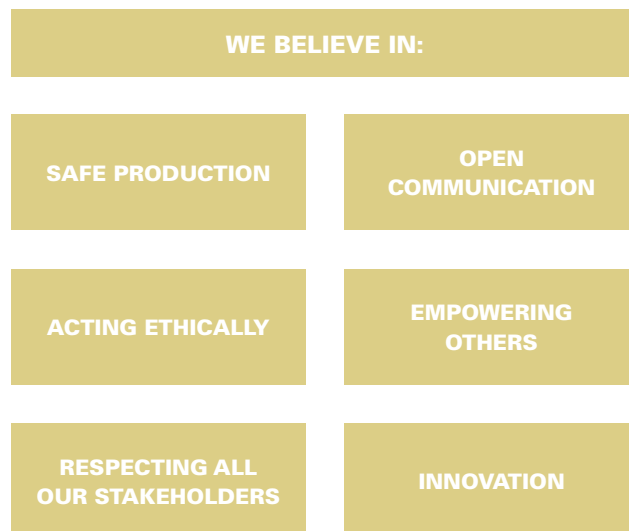 WE BELIEVE IN:
SAFE PRODUCTION
OPEN
COMMUNICATION
ACTING ETHICALLY
EMPOWERING
OTHERS
RESPECTING ALL
OUR STAKEHOLDERS
INNOVATION